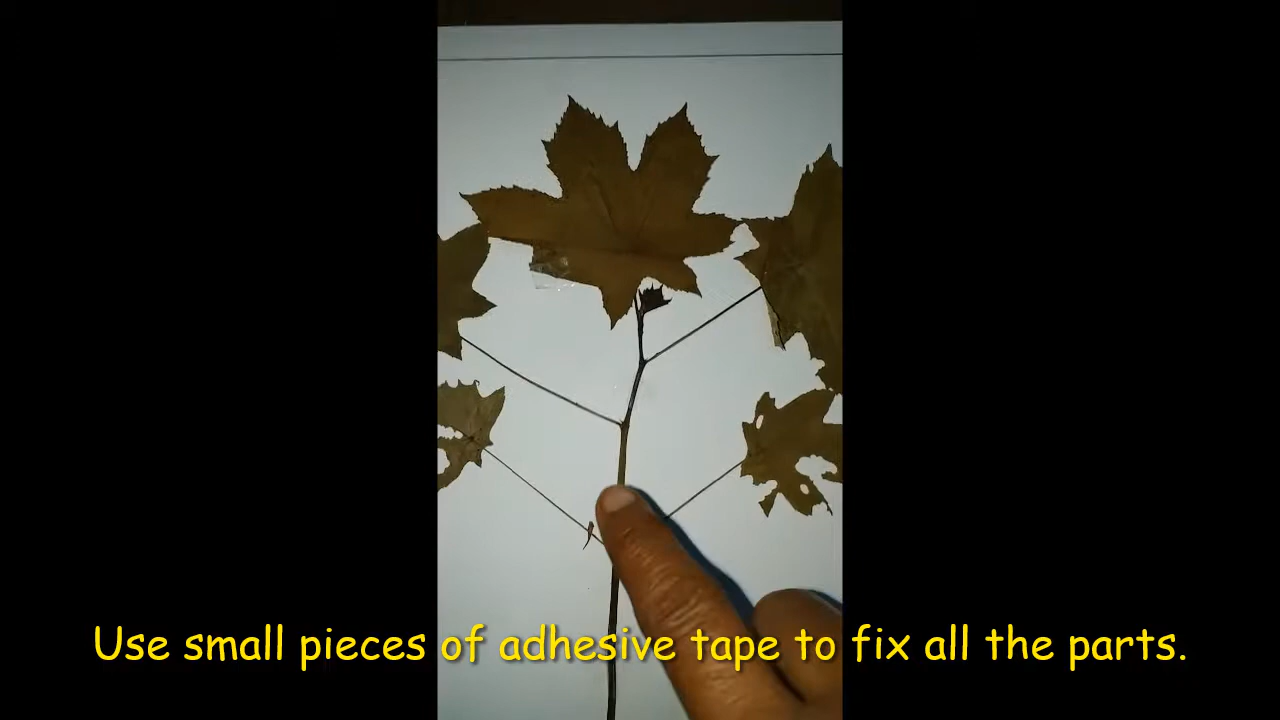 Use small pieces of adhesive tape to fix all the parts.